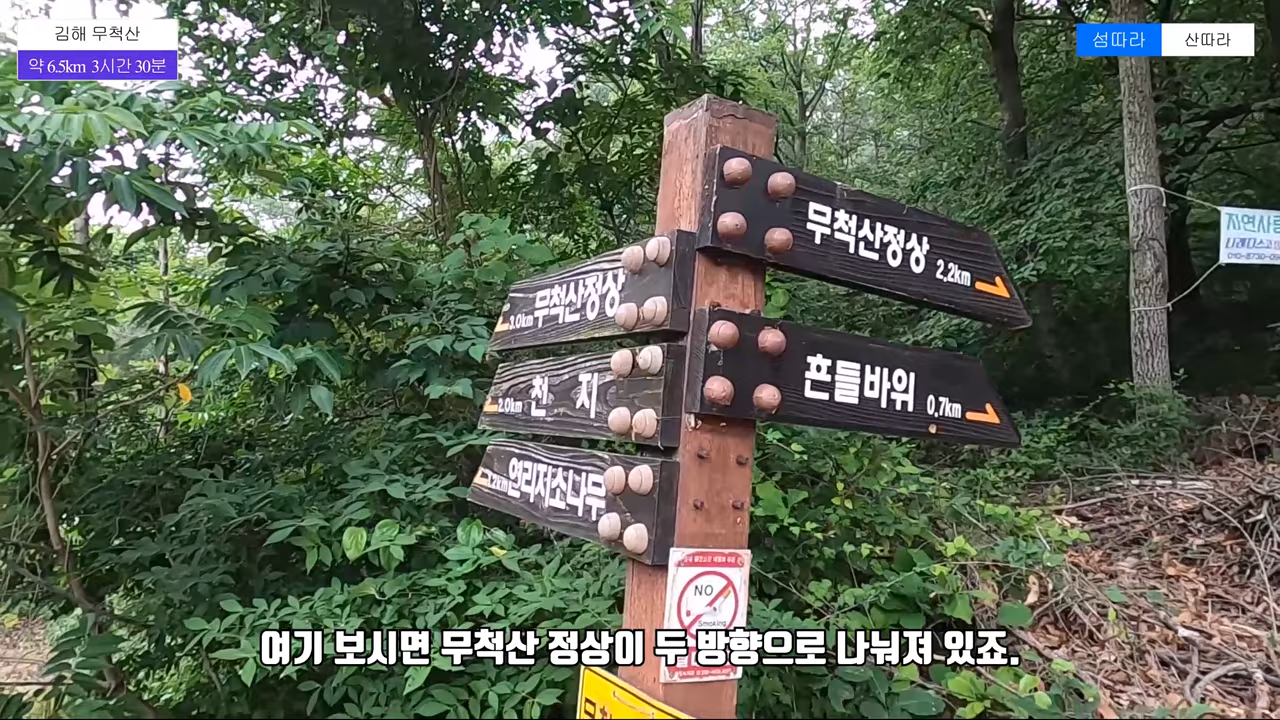 김해 무척산
약 6.5km 3시간 30분
섬따라
산따라
무척산정상 2.2km
흔들바위 0.7km
3.0km 무척산정상
2.0km 천 지
1.2km 연리지소나무
NO
Smoking
여기 보시면 무척산 정상이 두 방향으로 나눠져 있죠.